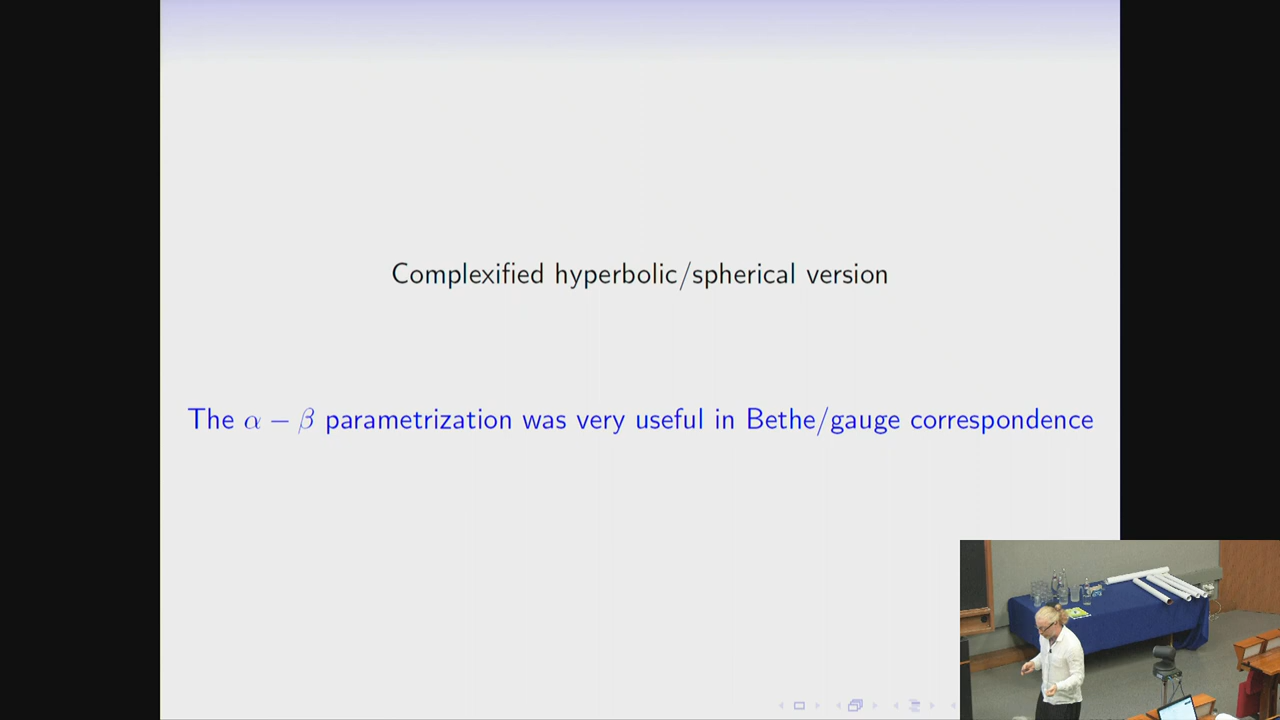 Complexified hyperbolic/spherical version
The α − β parametrization was very useful in Bethe/gauge correspondence